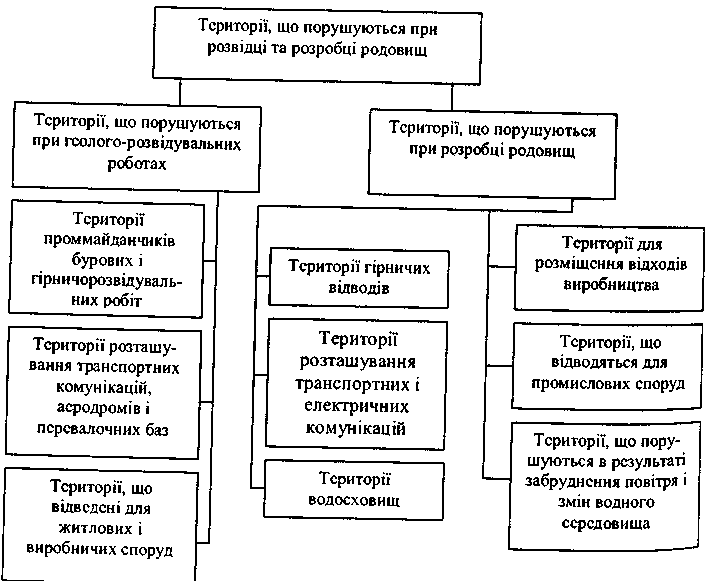 Території, що порушуються при
розвідці та розробці родовищ
Території, що порушуються
при геолого-розвідувальних
роботах
Території, що порушуються
при розробці родовищ
Території
проммайданчиків
бурових і
гірничорозвідуваль-
них робіт
Території розташу-
вання транспортних
комунікацій,
аеродромів і
перевалочних баз
Території, що
відведені для
житлових і
виробничих споруд
Території гірничих
відводів
Території
розташування
транспортних і
електричних
комунікацій
Території
водосховищ
Території для
розміщення відходів
виробництва
Території, що
відводяться для
промислових споруд
Території, що пору-
шуються в результаті
забруднення повітря і
змін водного
середовища